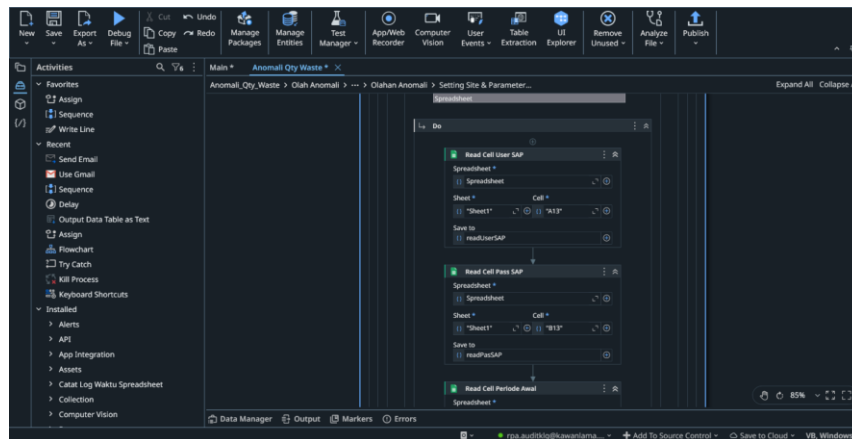 New Save Export As Debug File Cut Copy Paste Undo Redo Manage Packages Manage Entities Test Manager App/Web Recorder Computer Vision User Events Table Extraction UI Explorer Remove Unused Analyze File Publish
Activities
Main * Anomali Qty Waste *
Favorites
Anomali_Qty_Waste > Olah Anomali > ... > Olahan Anomali > Setting Site & Parameter...
Expand All Collapse
Assign
Sequence
Write Line
Recent
Send Email
Use Gmail
Sequence
Delay
Output Data Table as Text
Assign
Flowchart
Try Catch
Kill Process
Keyboard Shortcuts
Installed
Alerts
API
App Integration
Assets
Catat Log Waktu Spreadsheet
Collection
Computer Vision
Spreadsheet
Do
Read Cell User SAP
Spreadsheet *
Spreadsheet
Sheet * Cell *
"Sheet1" "A13"
Save to
readUserSAP
Read Cell Pass SAP
Spreadsheet *
Spreadsheet
Sheet * Cell *
"Sheet1" "B13"
Save to
readPasSAP
Read Cell Periode Awal
Spreadsheet *
85%
Data Manager Output Markers Errors
rpa.auditklg@kawanlama... Add To Source Control Save to Cloud VB, Windows